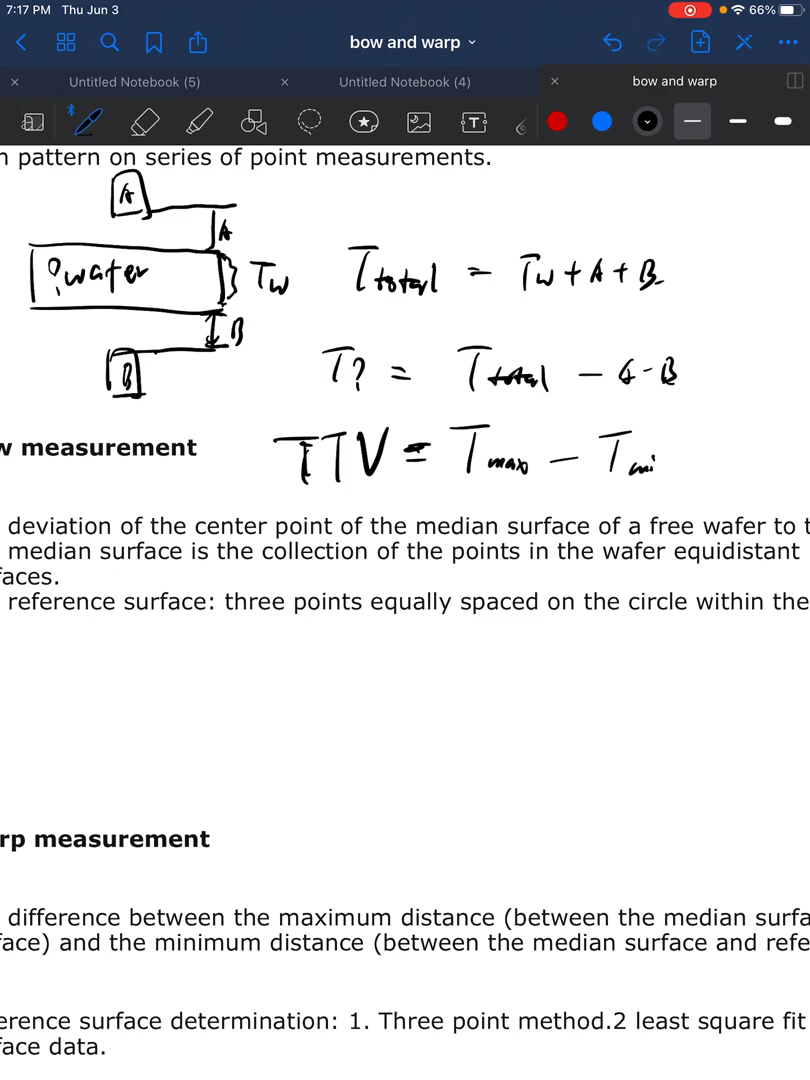 7:17 PM Thu Jun 3
66%
bow and warp
Untitled Notebook (5)
Untitled Notebook (4)
bow and warp
n pattern on series of point measurements.
A
A
?wafer
Tw
Ttotal = Tw + A + B
B
B
T? = Ttotal - A - B
w measurement
TTV = Tmax - Tmi
deviation of the center point of the median surface of a free wafer to t
median surface is the collection of the points in the wafer equidistant
faces.
reference surface: three points equally spaced on the circle within the
rp measurement
difference between the maximum distance (between the median surfa
face) and the minimum distance (between the median surface and refe
erence surface determination: 1. Three point method.2 least square fit
face data.